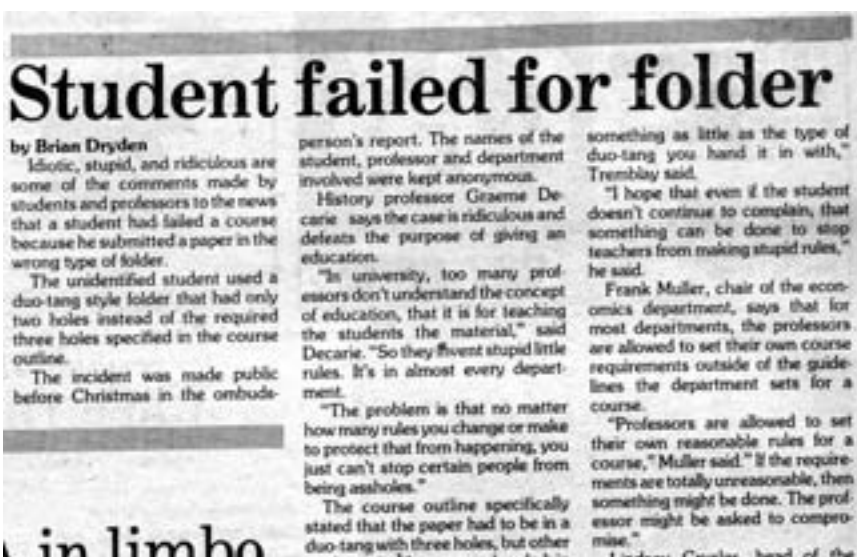 Student failed for folder
by Brian Dryden
Idiotic, stupid, and ridiculous are
some of the comments made by
students and professors to the news
that a student had failed a course
because he submitted a paper in the
wrong type of folder.
The unidentified student used a
duo-tang style folder that had only
two holes instead of the required
three holes specified in the course
outline.
The incident was made public
before Christmas in the ombuds-
person's report. The names of the
student, professor and department
involved were kept anonymous.
History professor Graeme De-
carie says the case is ridiculous and
defeats the purpose of giving an
education.
"In university, too many prof-
essors don't understand the concept
of education, that it is for teaching
the students the material," said
Decarie. "So they invent stupid little
rules. It's in almost every depart-
ment.
"The problem is that no matter
how many rules you change or make
to protect that from happening, you
just can't stop certain people from
being assholes."
The course outline specifically
stated that the paper had to be in a
duo-tang with three holes, but other
something as little as the type of
duo-tang you hand it in with,"
Tremblay said.
"I hope that even if the student
doesn't continue to complain, that
something can be done to stop
teachers from making stupid rules,"
he said.
Frank Muller, chair of the econ-
omics department, says that for
most departments, the professors
are allowed to set their own course
requirements outside of the guide-
lines the department sets for a
course.
"Professors are allowed to set
their own reasonable rules for a
course," Muller said." If the require-
ments are totally unreasonable, then
something might be done. The prof-
essor might be asked to compro-
mise."
head of the
in limbo